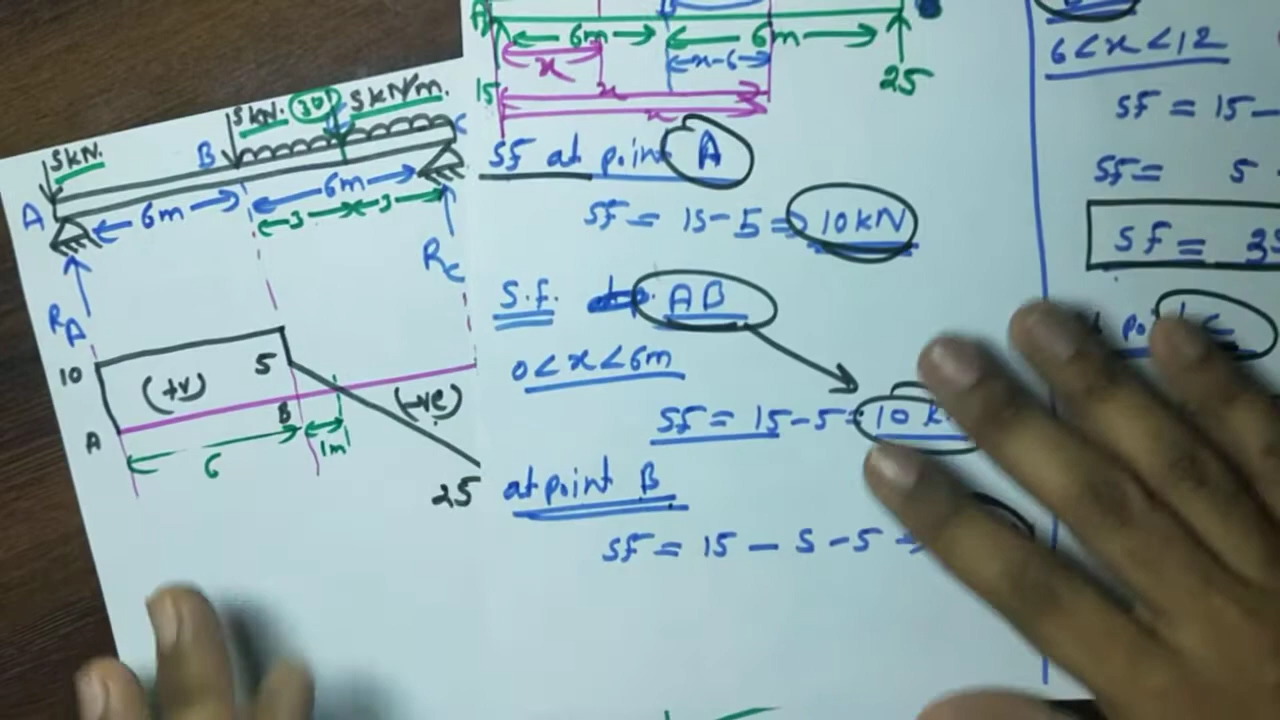 5kN.
5kN.
30
5kN/m.
B
C
A
6m
6m
3
3
RA
Rc
10
(+v)
5
(-ve)
A
B
6
1m
25
A
6m
6m
x
x-6
15
x
x
25
SF at point A
SF = 15-5 = 10kN
S.F. AB
0<x<6m
SF = 15-5=10 k
at point B
SF = 15 - 5 - 5
6<x<12
SF = 15-
SF= 5
SF =